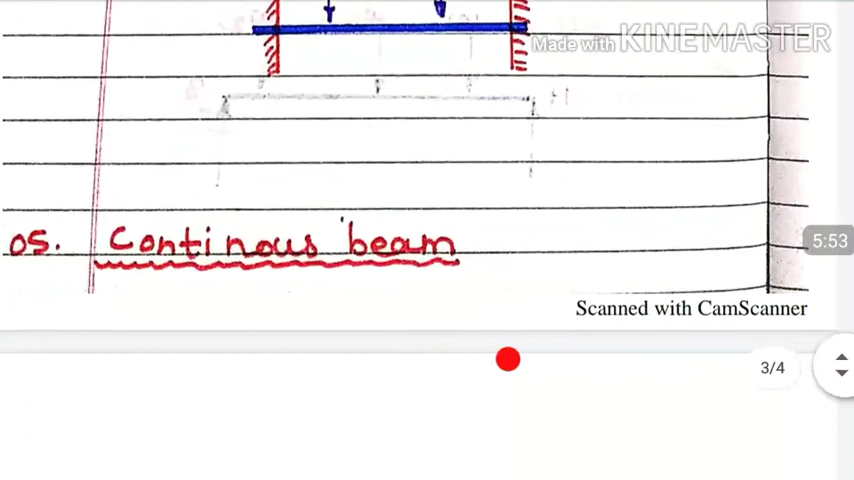 Made with KINEMASTER
05. Continous beam
5:53
Scanned with CamScanner
3/4